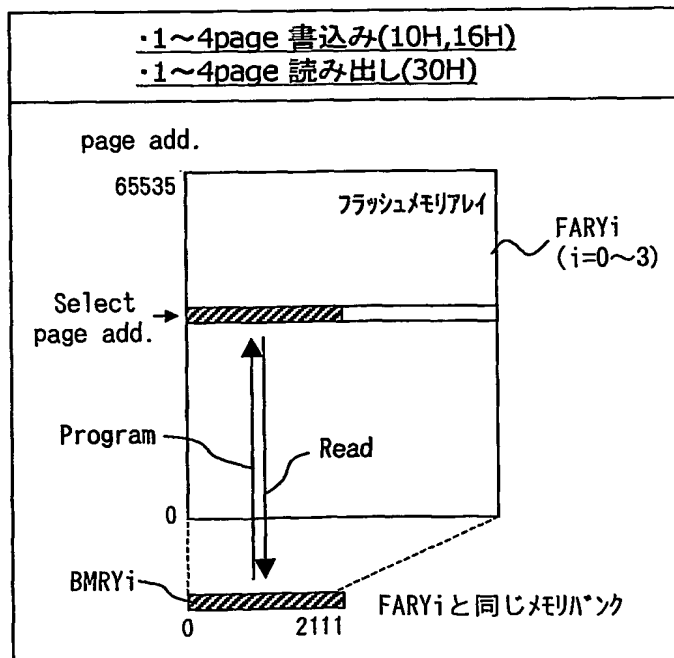 ・1～4page 書込み(10H,16H)
・1～4page 読み出し(30H)
page add.
65535
フラッシュメモリアレイ
FARYi
(i=0～3)
Select
page add.
Program
Read
0
BMRYi
0
2111
FARYiと同じメモリバンク